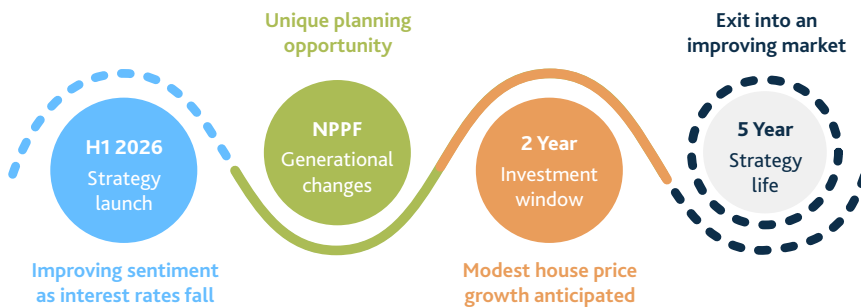 H1 2026
Strategy
launch
Improving sentiment
as interest rates fall
Unique planning
opportunity
NPPF
Generational
changes
2 Year
Investment
window
Modest house price
growth anticipated
Exit into an
improving market
5 Year
Strategy
life